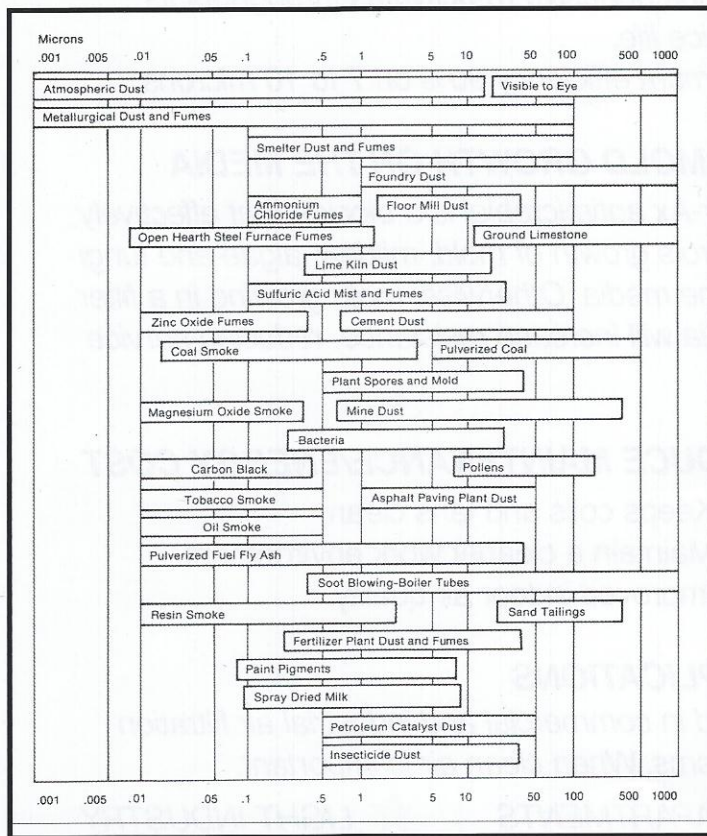 Microns
.001 .005 .01 .05 .1 .5 1 5 10 50 100 500 1000
Atmospheric Dust Visible to Eye
Metallurgical Dust and Fumes
Smelter Dust and Fumes
Foundry Dust
Ammonium
Chloride Fumes Floor Mill Dust
Open Hearth Steel Furnace Fumes Ground Limestone
Lime Kiln Dust
Sulfuric Acid Mist and Fumes
Zinc Oxide Fumes Cement Dust
Coal Smoke Pulverized Coal
Plant Spores and Mold
Magnesium Oxide Smoke Mine Dust
Bacteria
Carbon Black Pollens
Tobacco Smoke Asphalt Paving Plant Dust
Oil Smoke
Pulverized Fuel Fly Ash
Soot Blowing-Boiler Tubes
Resin Smoke Sand Tailings
Fertilizer Plant Dust and Fumes
Paint Pigments
Spray Dried Milk
Petroleum Catalyst Dust
Insecticide Dust
.001 .005 .01 .05 .1 .5 1 5 10 50 100 500 1000